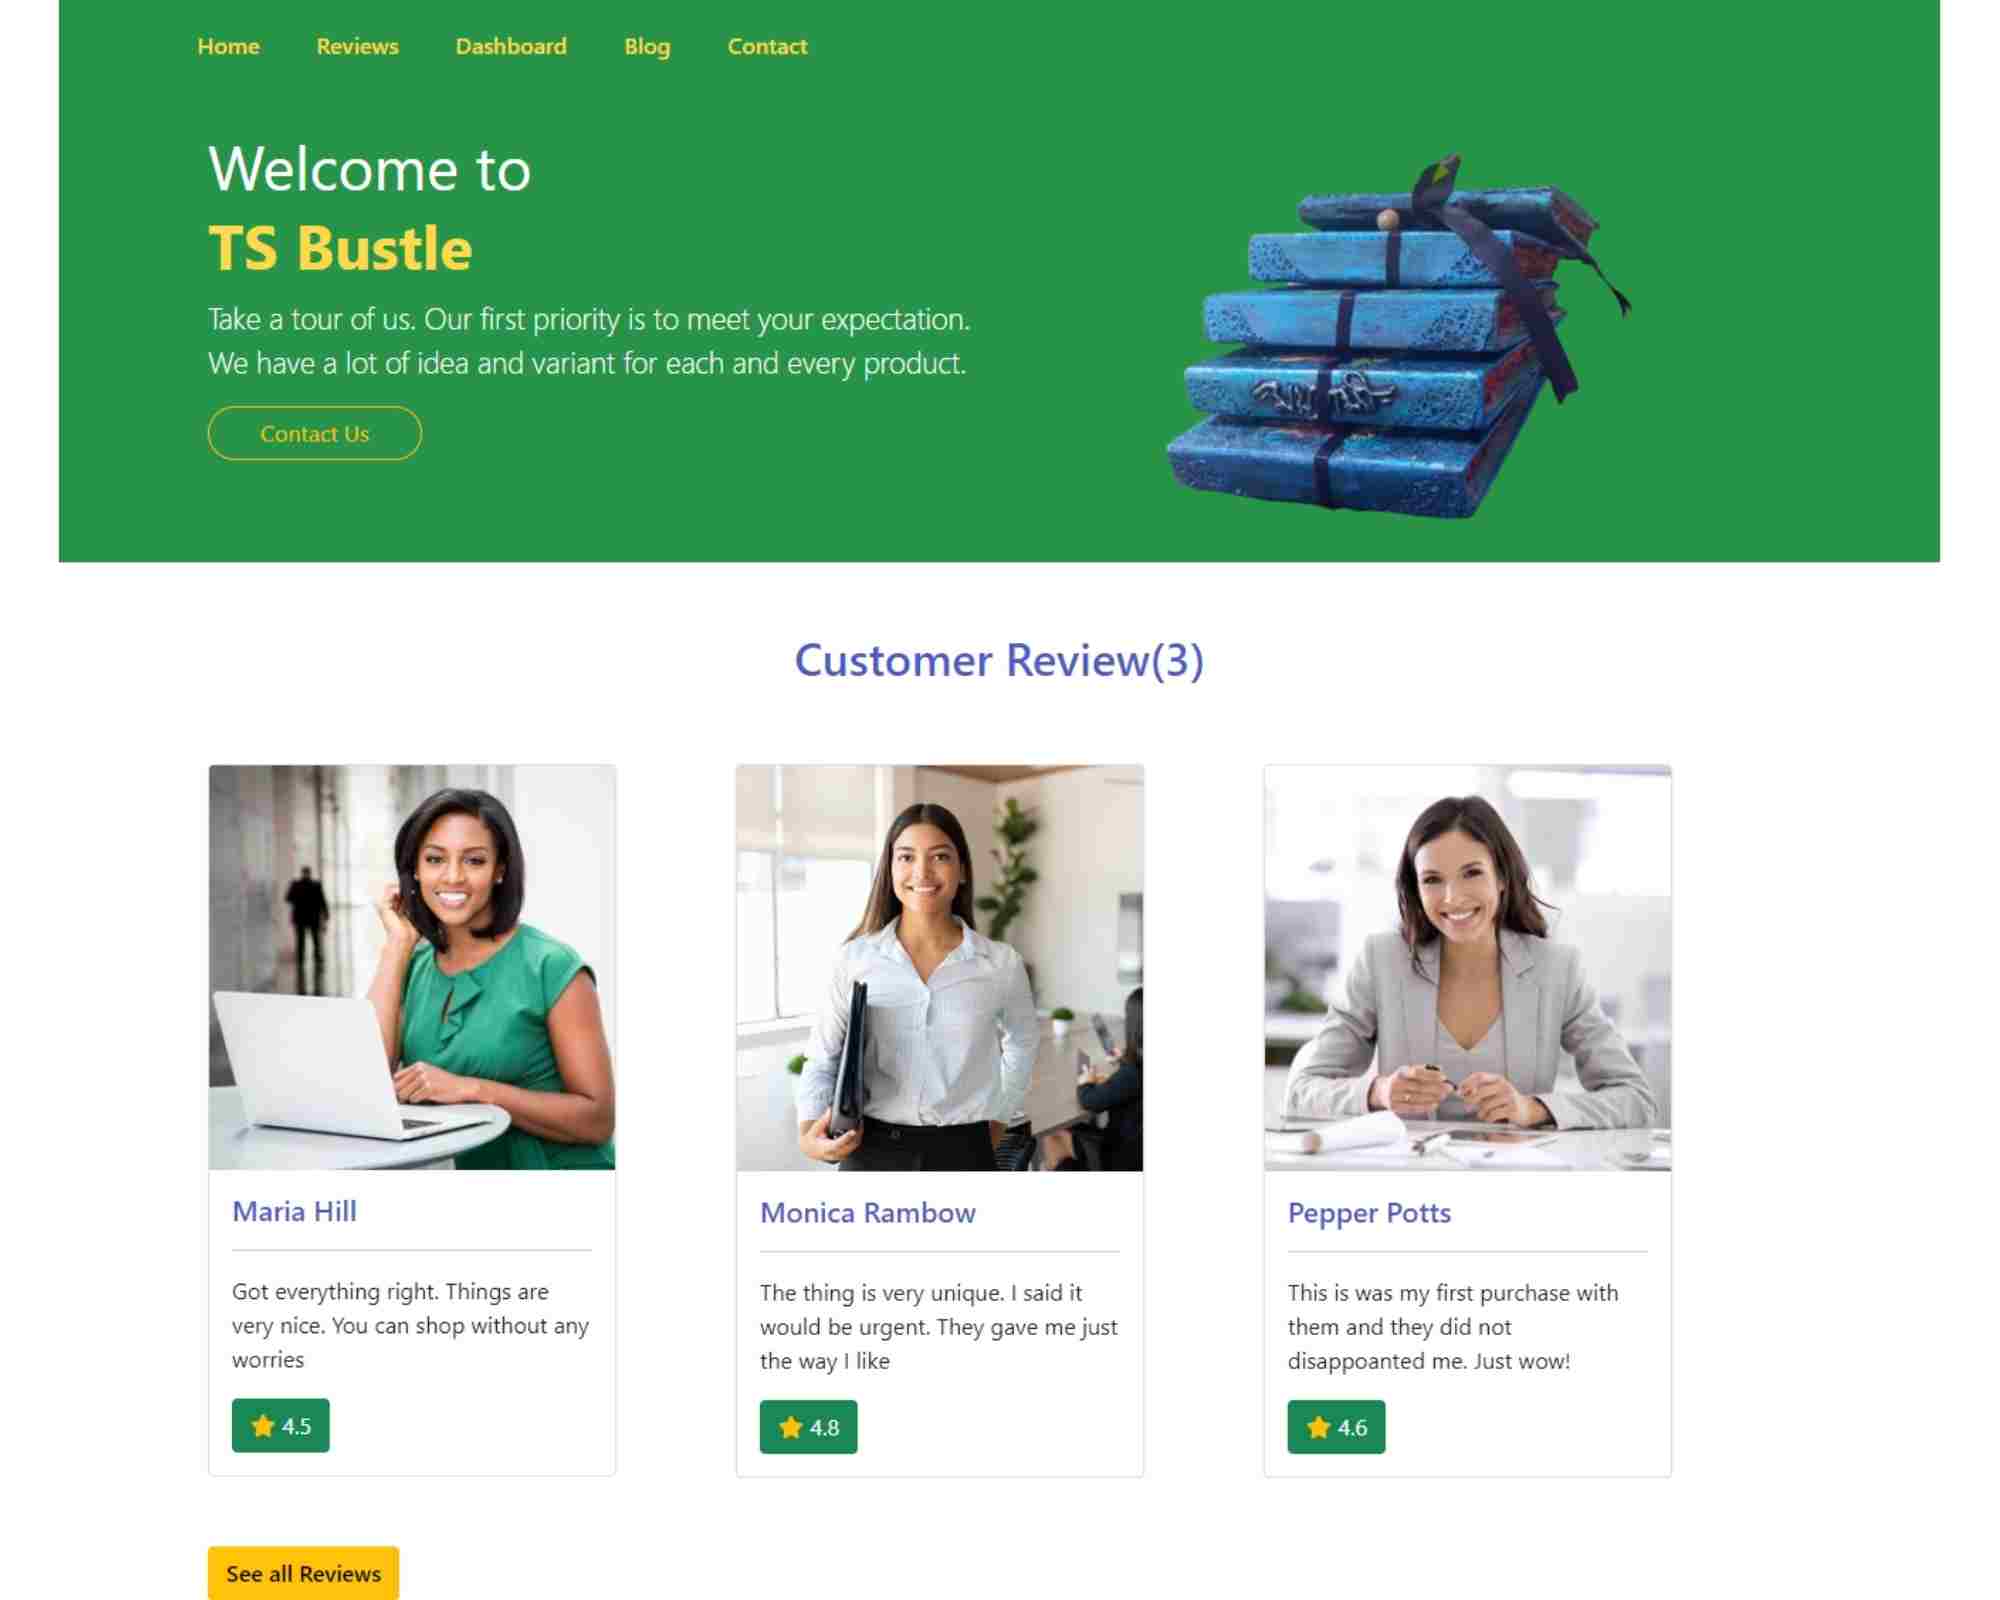 Home Reviews Dashboard Blog Contact
Welcome to
TS Bustle
Take a tour of us. Our first priority is to meet your expectation.
We have a lot of idea and variant for each and every product.
Contact Us
Customer Review(3)
Maria Hill
Got everything right. Things are
very nice. You can shop without any
worries
4.5
Monica Rambow
The thing is very unique. I said it
would be urgent. They gave me just
the way I like
4.8
Pepper Potts
This is was my first purchase with
them and they did not
disappoanted me. Just wow!
4.6
See all Reviews